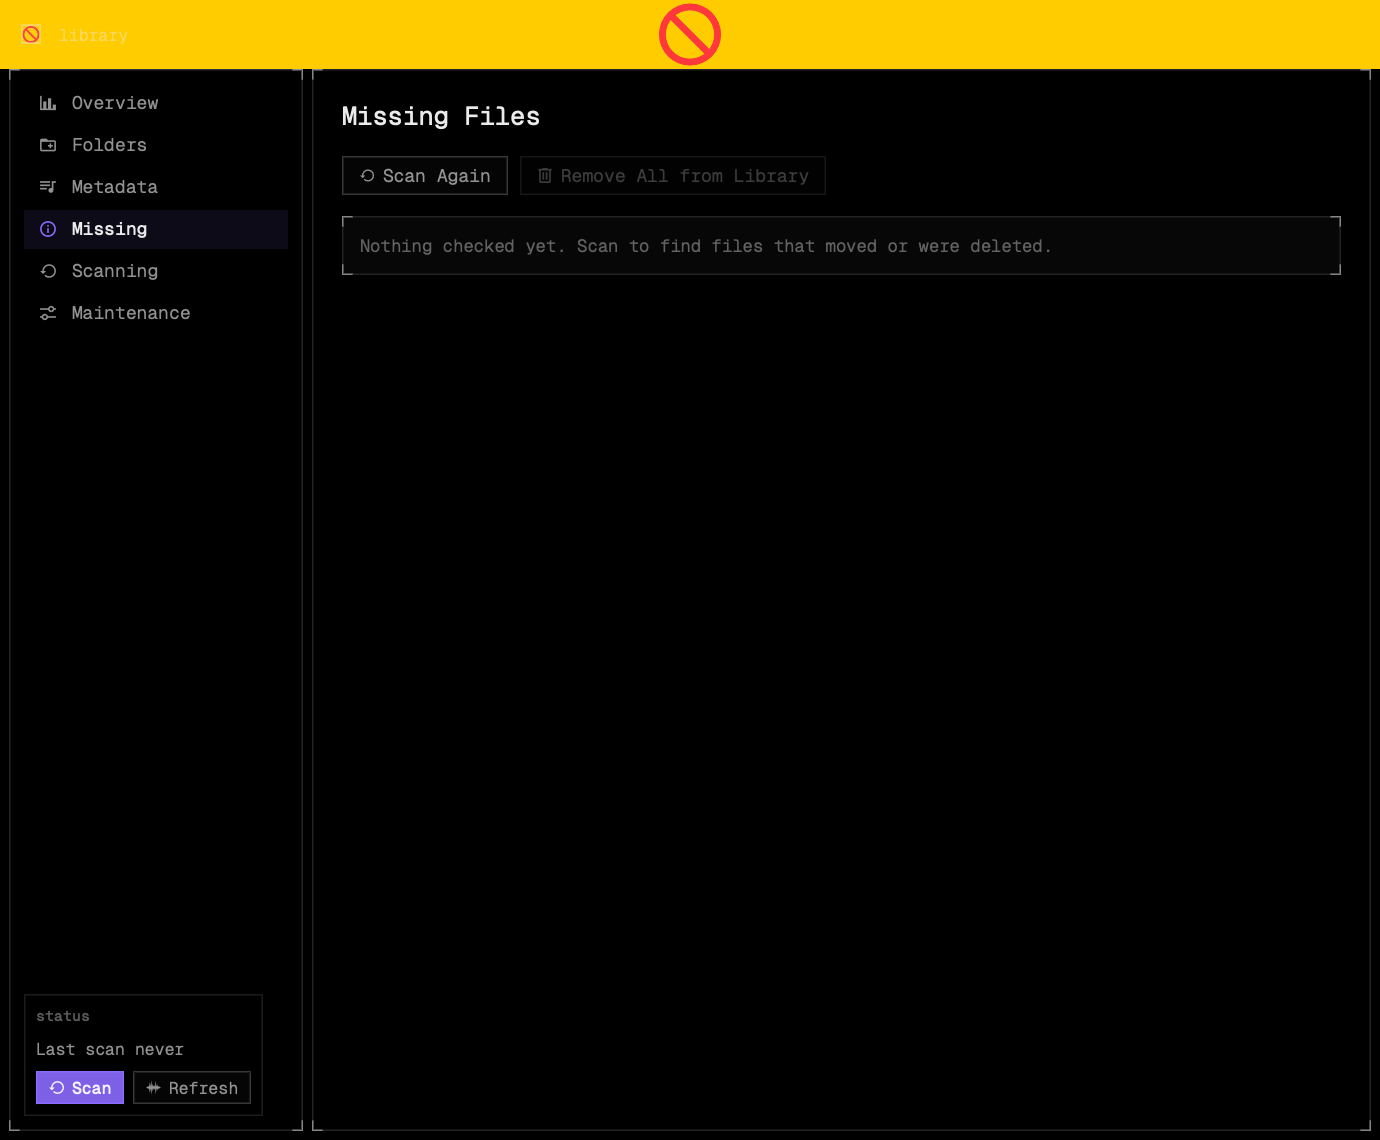 library
Overview
Folders
Metadata
Missing
Scanning
Maintenance
status
Last scan never
Scan
Refresh
Missing Files
Scan Again
Remove All from Library
Nothing checked yet. Scan to find files that moved or were deleted.